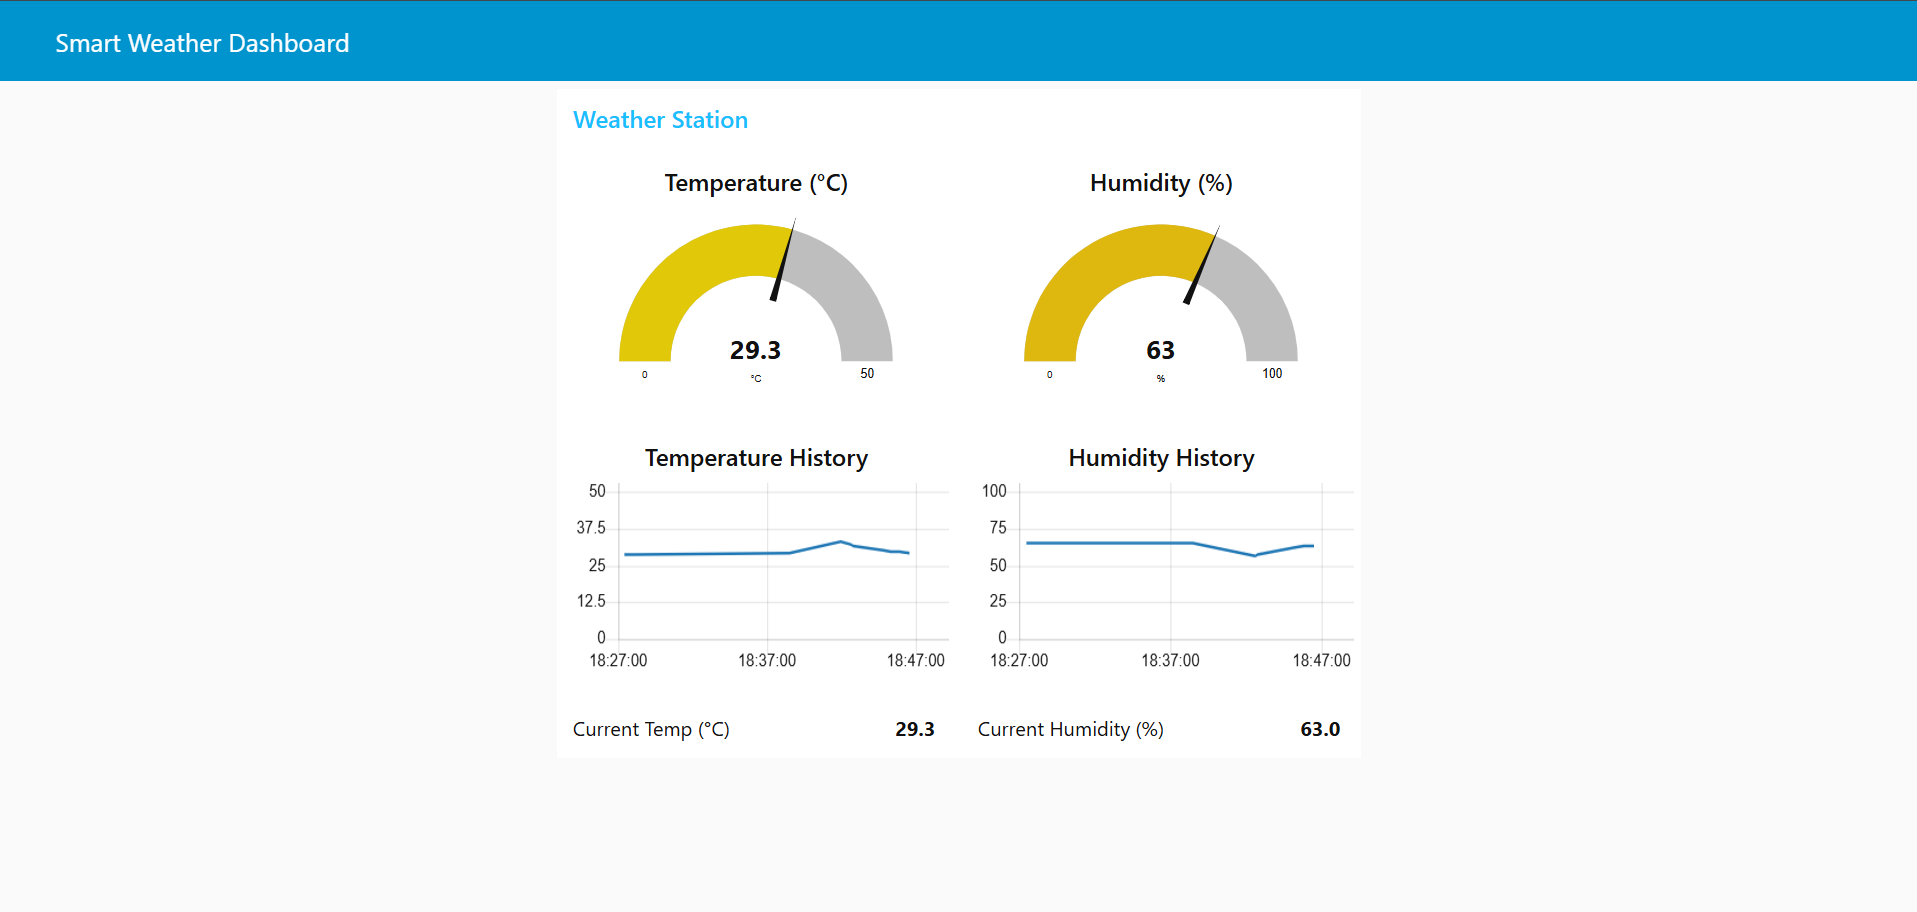 Smart Weather Dashboard
Weather Station
Temperature (°C)
29.3
0
°C
50
Humidity (%)
63
0
%
100
Temperature History
50
37.5
25
12.5
0
18:27:00 18:37:00 18:47:00
Humidity History
100
75
50
25
0
18:27:00 18:37:00 18:47:00
Current Temp (°C) 29.3
Current Humidity (%) 63.0